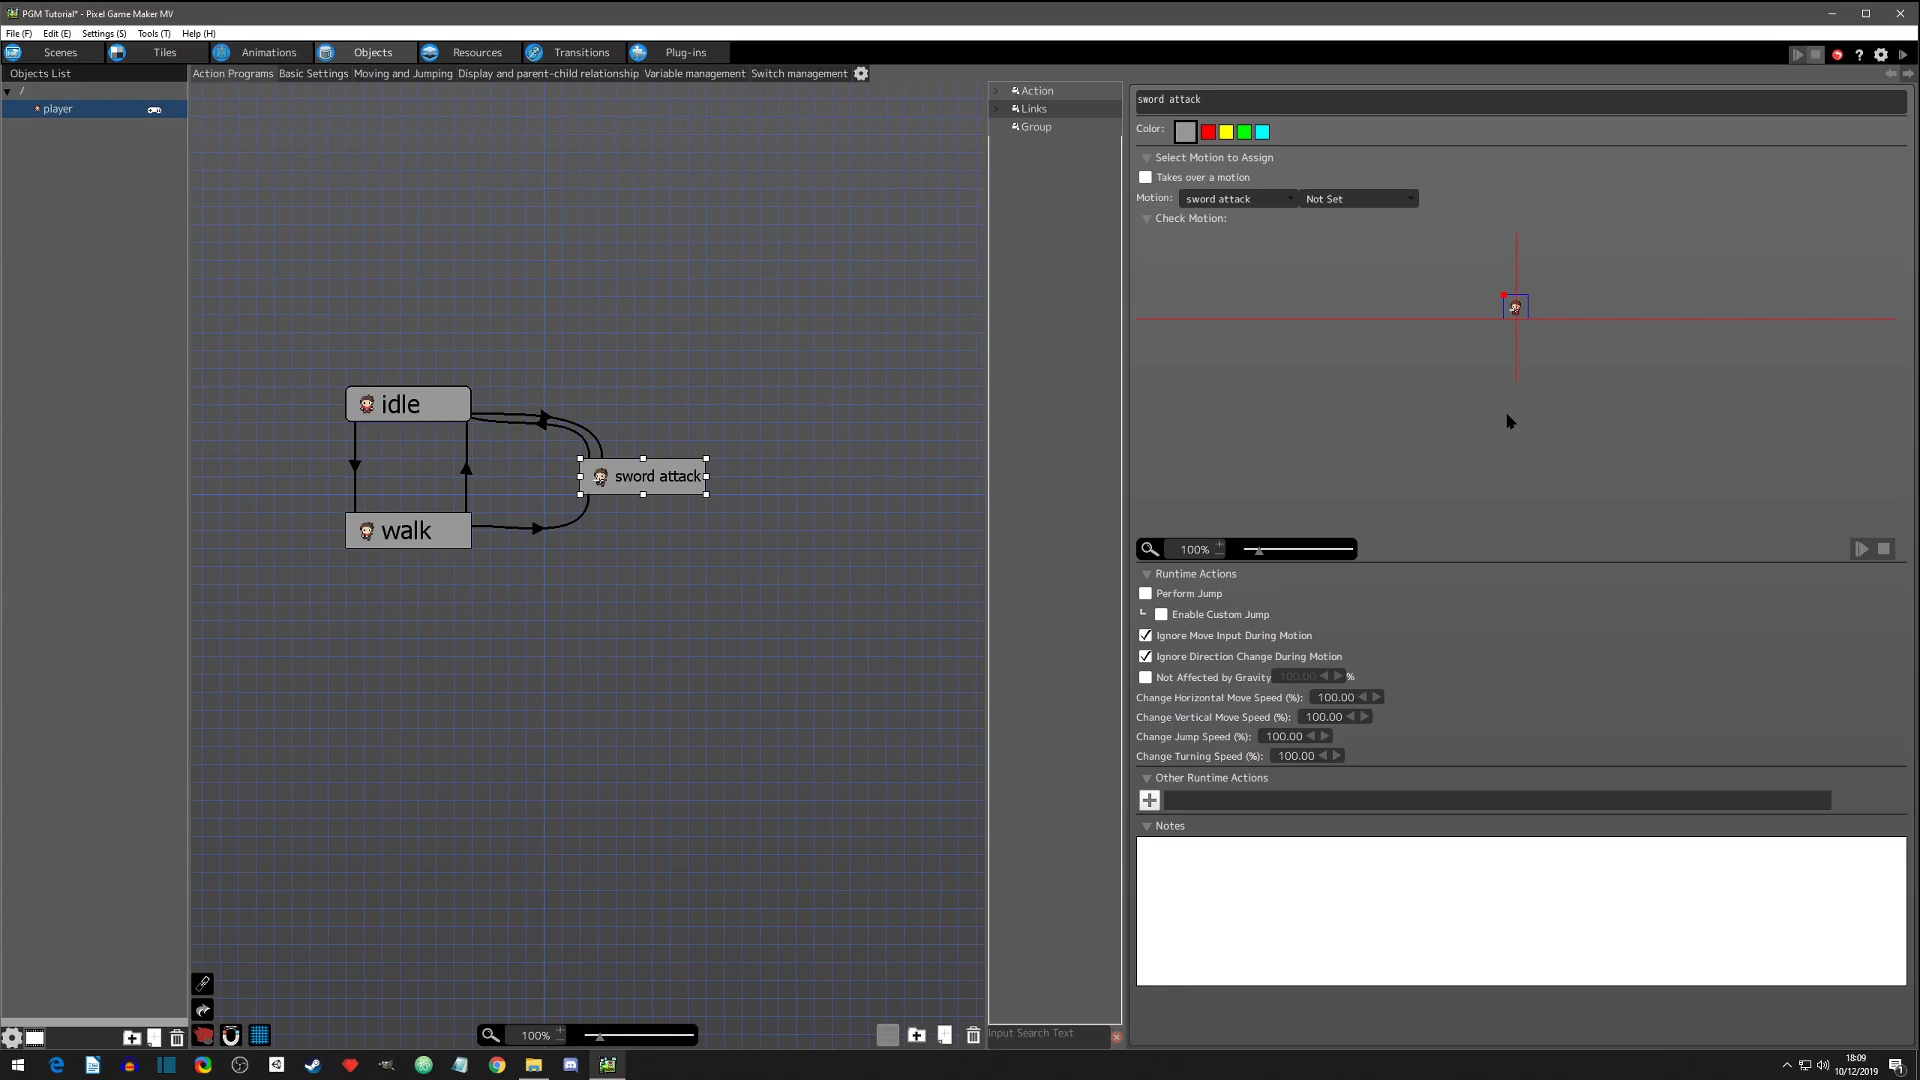 PGM Tutorial* - Pixel Game Maker MV
File (F) Edit (E) Settings (S) Tools (T) Help (H)
Scenes Tiles Animations Objects Resources Transitions Plug-ins
Objects List
Action Programs Basic Settings Moving and Jumping Display and parent-child relationship Variable management Switch management
/
player
Action
Links
Group
sword attack
Color:
Select Motion to Assign
Takes over a motion
Motion: sword attack Not Set
Check Motion:
idle
sword attack
walk
100%
Runtime Actions
Perform Jump
Enable Custom Jump
Ignore Move Input During Motion
Ignore Direction Change During Motion
Not Affected by Gravity 100.00 %
Change Horizontal Move Speed (%): 100.00
Change Vertical Move Speed (%): 100.00
Change Jump Speed (%): 100.00
Change Turning Speed (%): 100.00
Other Runtime Actions
Notes
100%
Input Search Text
18:09
10/12/2019